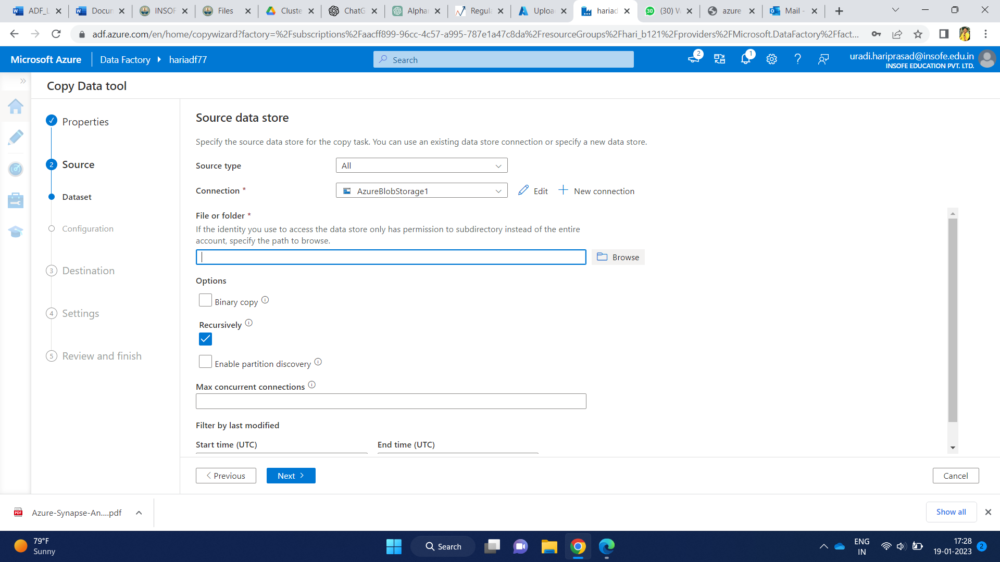 ADF_L
Docun
INSOF
Files
Cluste
ChatG
Alphar
Regula
Uploa
hariad
30
(30) W
azure
Mail -
adf.azure.com/en/home/copywizard?factory=%2Fsubscriptions%2Faacff899-96cc-4c57-a995-787e1a47c8da%2FresourceGroups%2Fhari_b121%2Fproviders%2FMicrosoft.DataFactory%2Ffact...
Microsoft Azure
Data Factory
hariadf77
Search
2
1
?
uradi.hariprasad@insofe.edu.in
INSOFE EDUCATION PVT. LTD.
Copy Data tool
Properties
2 Source
Dataset
Configuration
3 Destination
4 Settings
5 Review and finish
Source data store
Specify the source data store for the copy task. You can use an existing data store connection or specify a new data store.
Source type
All
Connection *
AzureBlobStorage1
Edit
New connection
File or folder *
If the identity you use to access the data store only has permission to subdirectory instead of the entire
account, specify the path to browse.
Browse
Options
Binary copy
Recursively
Enable partition discovery
Max concurrent connections
Filter by last modified
Start time (UTC)
End time (UTC)
Previous
Next
Cancel
PDF
Azure-Synapse-An....pdf
Show all
79°F
Sunny
Search
ENG
IN
17:28
19-01-2023
2